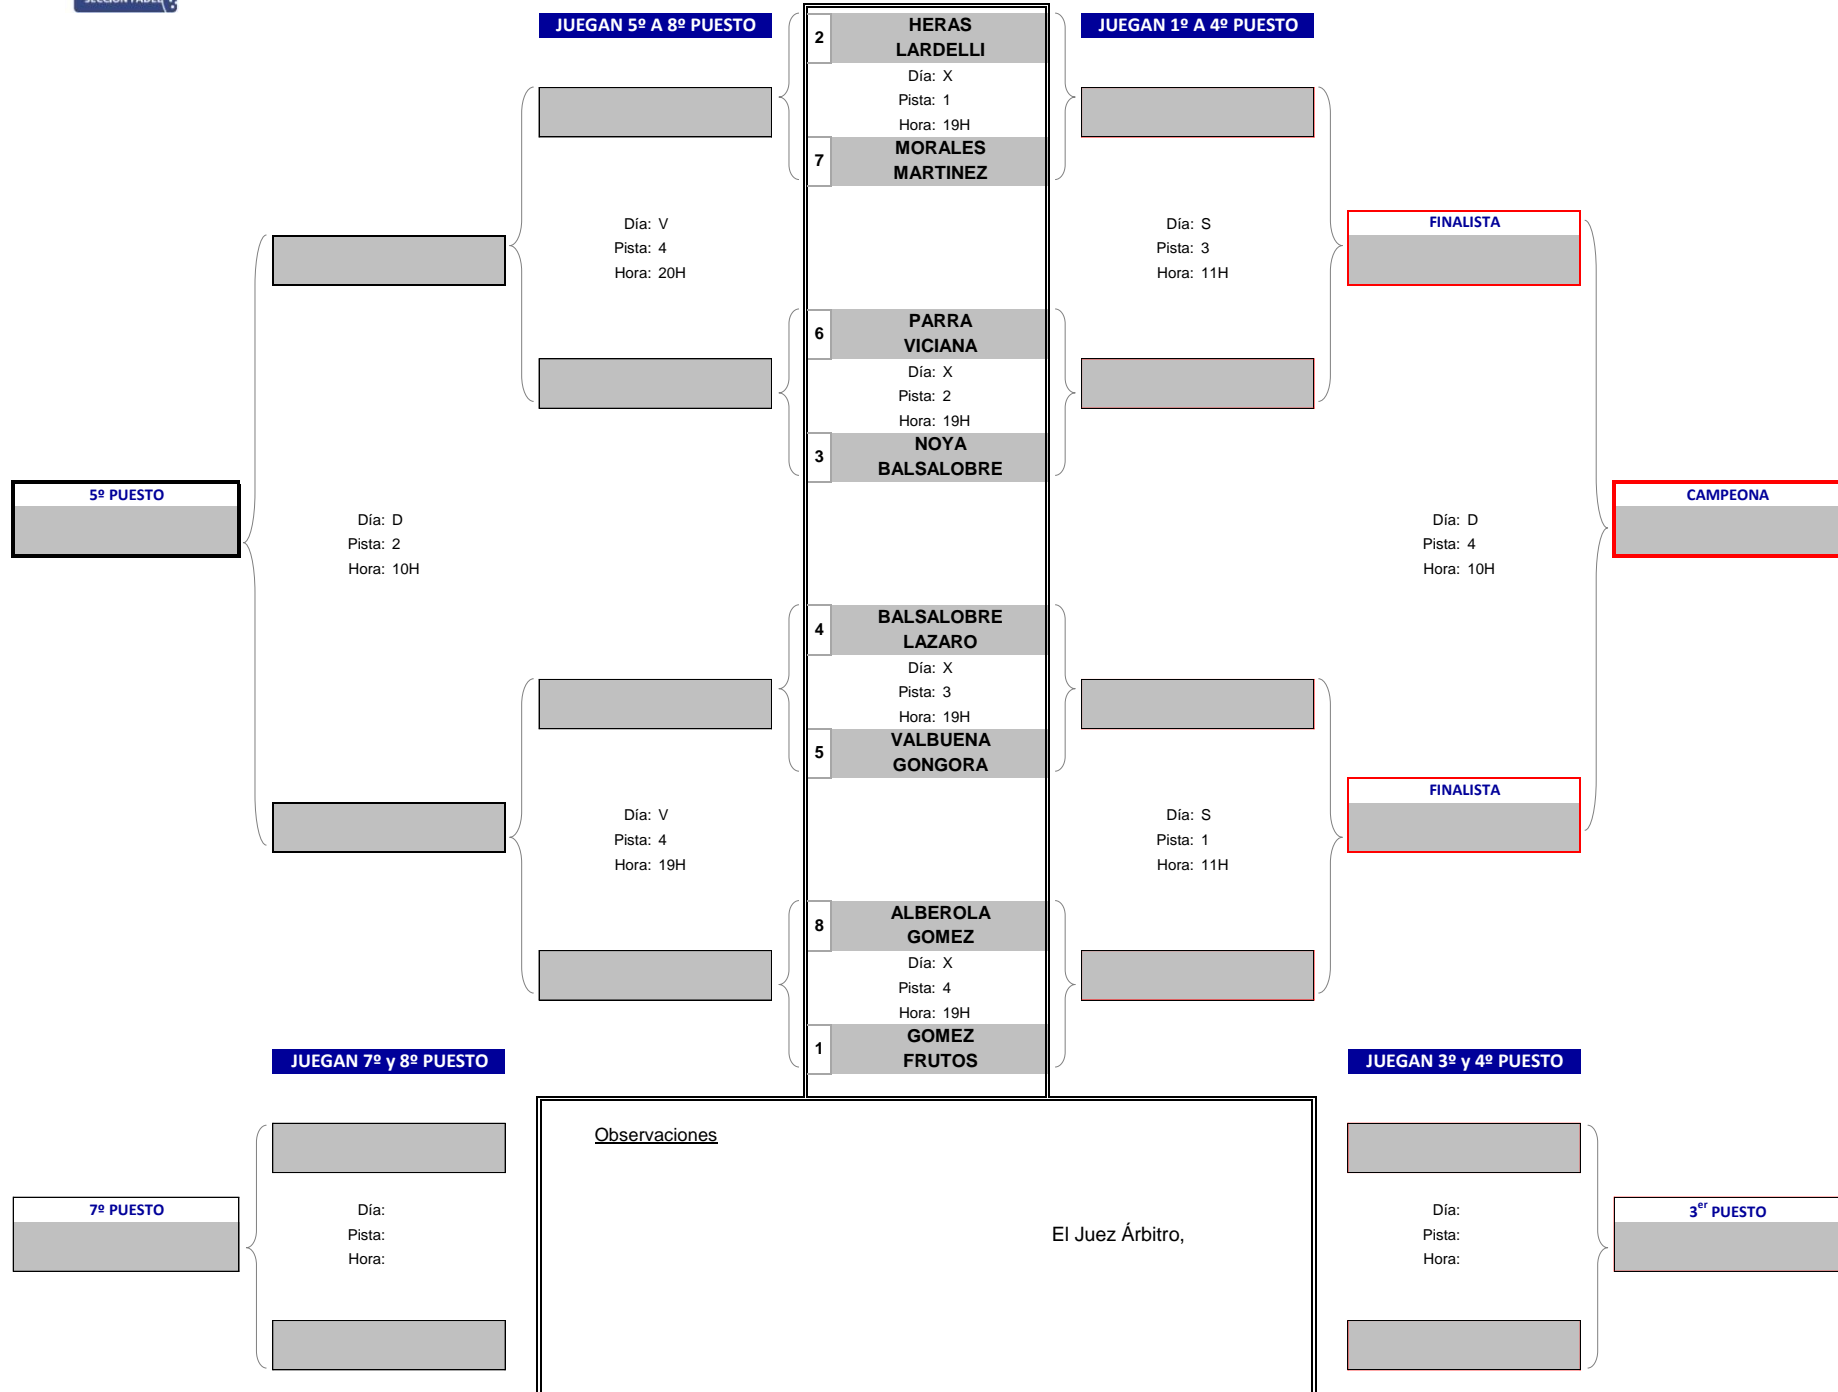 SECCIÓN PADEL
JUEGAN 5º A 8º PUESTO
JUEGAN 1º A 4º PUESTO
2
HERAS
LARDELLI
Día: X
Pista: 1
Hora: 19H
7
MORALES
MARTINEZ
Día: V
Pista: 4
Hora: 20H
Día: S
Pista: 3
Hora: 11H
FINALISTA
6
PARRA
VICIANA
Día: X
Pista: 2
Hora: 19H
3
NOYA
BALSALOBRE
5º PUESTO
Día: D
Pista: 2
Hora: 10H
Día: D
Pista: 4
Hora: 10H
CAMPEONA
4
BALSALOBRE
LAZARO
Día: X
Pista: 3
Hora: 19H
5
VALBUENA
GONGORA
Día: V
Pista: 4
Hora: 19H
Día: S
Pista: 1
Hora: 11H
FINALISTA
8
ALBEROLA
GOMEZ
Día: X
Pista: 4
Hora: 19H
1
GOMEZ
FRUTOS
JUEGAN 7º y 8º PUESTO
JUEGAN 3º y 4º PUESTO
Observaciones
El Juez Árbitro,
7º PUESTO
Día:
Pista:
Hora:
Día:
Pista:
Hora:
3er PUESTO